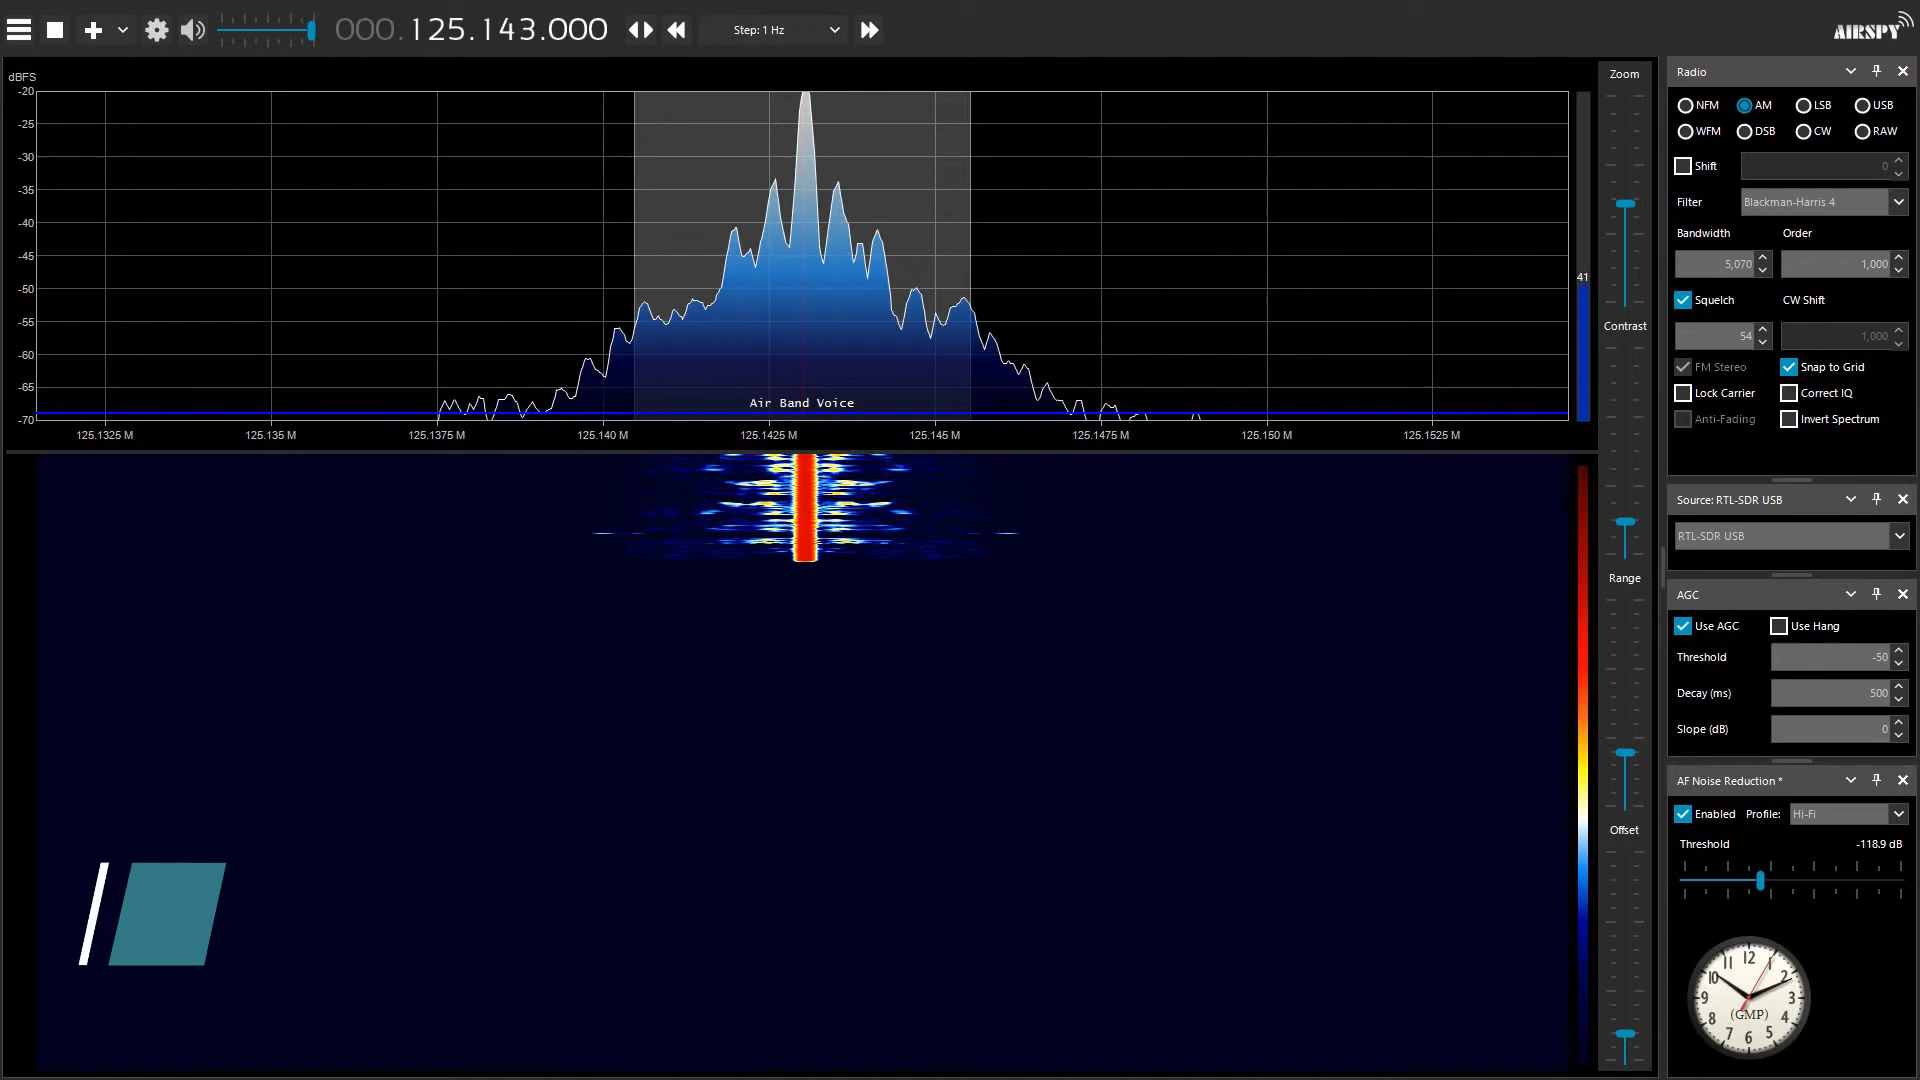 000.125.143.000
Step: 1 Hz
AIRSPY
dBFS
-20
-25
-30
-35
-40
-45
-50
-55
-60
-65
-70
Air Band Voice
125.1325 M 125.135 M 125.1375 M 125.140 M 125.1425 M 125.145 M 125.1475 M 125.150 M 125.1525 M
41
Zoom
Contrast
Range
Offset
Radio
NFM AM LSB USB
WFM DSB CW RAW
Shift 0
Filter Blackman-Harris 4
Bandwidth Order
5,070 1,000
Squelch CW Shift
54 1,000
FM Stereo Snap to Grid
Lock Carrier Correct IQ
Anti-Fading Invert Spectrum
Source: RTL-SDR USB
RTL-SDR USB
AGC
Use AGC Use Hang
Threshold -50
Decay (ms) 500
Slope (dB) 0
AF Noise Reduction *
Enabled Profile: Hi-Fi
Threshold -118.9 dB
12
11 1
10 2
9 3
(GMP)
8 4
7 5
6